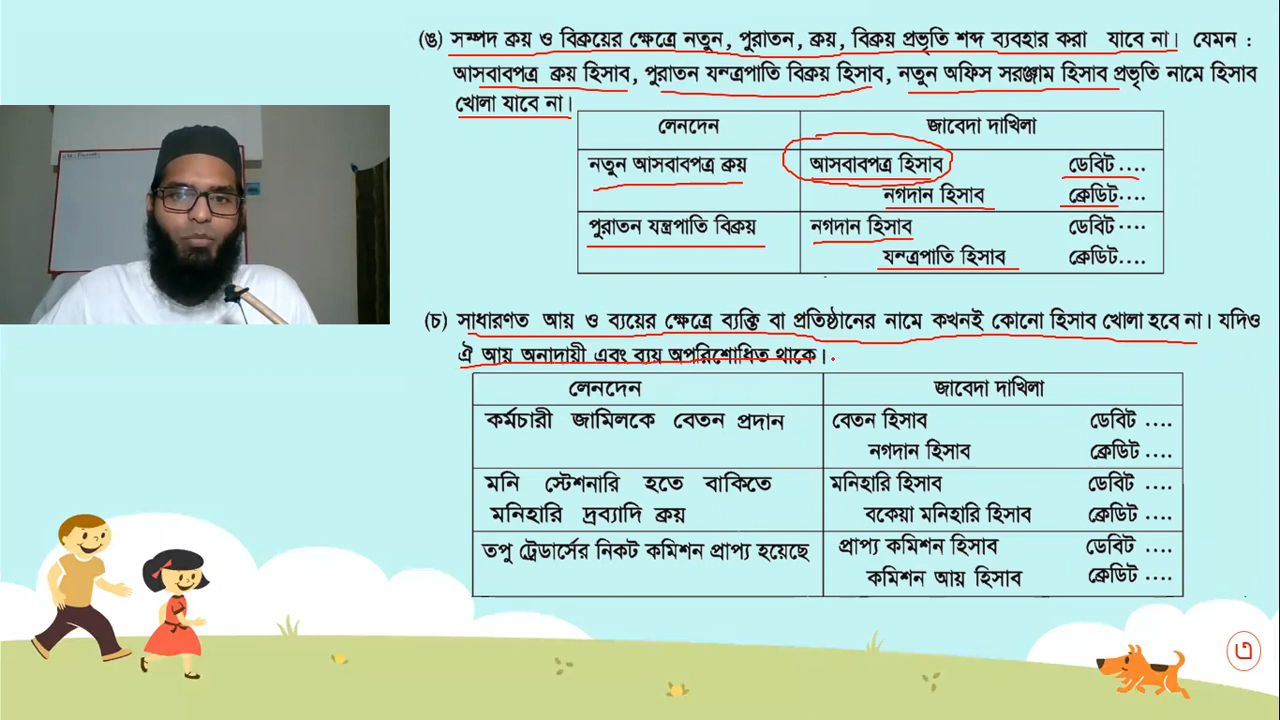 (ঙ) সম্পদ ক্রয় ও বিক্রয়ের ক্ষেত্রে নতুন, পুরাতন, ক্রয়, বিক্রয় প্রভৃতি শব্দ ব্যবহার করা যাবে না। যেমন :
আসবাবপত্র ক্রয় হিসাব, পুরাতন যন্ত্রপাতি বিক্রয় হিসাব, নতুন অফিস সরঞ্জাম হিসাব প্রভৃতি নামে হিসাব
খোলা যাবে না।
লেনদেন জাবেদা দাখিলা
নতুন আসবাবপত্র ক্রয় আসবাবপত্র হিসাব ডেবিট ....
নগদান হিসাব ক্রেডিট....
পুরাতন যন্ত্রপাতি বিক্রয় নগদান হিসাব ডেবিট ....
যন্ত্রপাতি হিসাব ক্রেডিট....
(চ) সাধারণত আয় ও ব্যয়ের ক্ষেত্রে ব্যক্তি বা প্রতিষ্ঠানের নামে কখনই কোনো হিসাব খোলা হবে না। যদিও
ঐ আয় অনাদায়ী এবং ব্যয় অপরিশোধিত থাকে।
লেনদেন জাবেদা দাখিলা
কর্মচারী জামিলকে বেতন প্রদান বেতন হিসাব ডেবিট ....
নগদান হিসাব ক্রেডিট ....
মনি স্টেশনারি হতে বাকিতে মনিহারি হিসাব ডেবিট ....
মনিহারি দ্রব্যাদি ক্রয় বকেয়া মনিহারি হিসাব ক্রেডিট ....
তপু ট্রেডার্সের নিকট কমিশন প্রাপ্য হয়েছে প্রাপ্য কমিশন হিসাব ডেবিট ....
কমিশন আয় হিসাব ক্রেডিট ....
৩